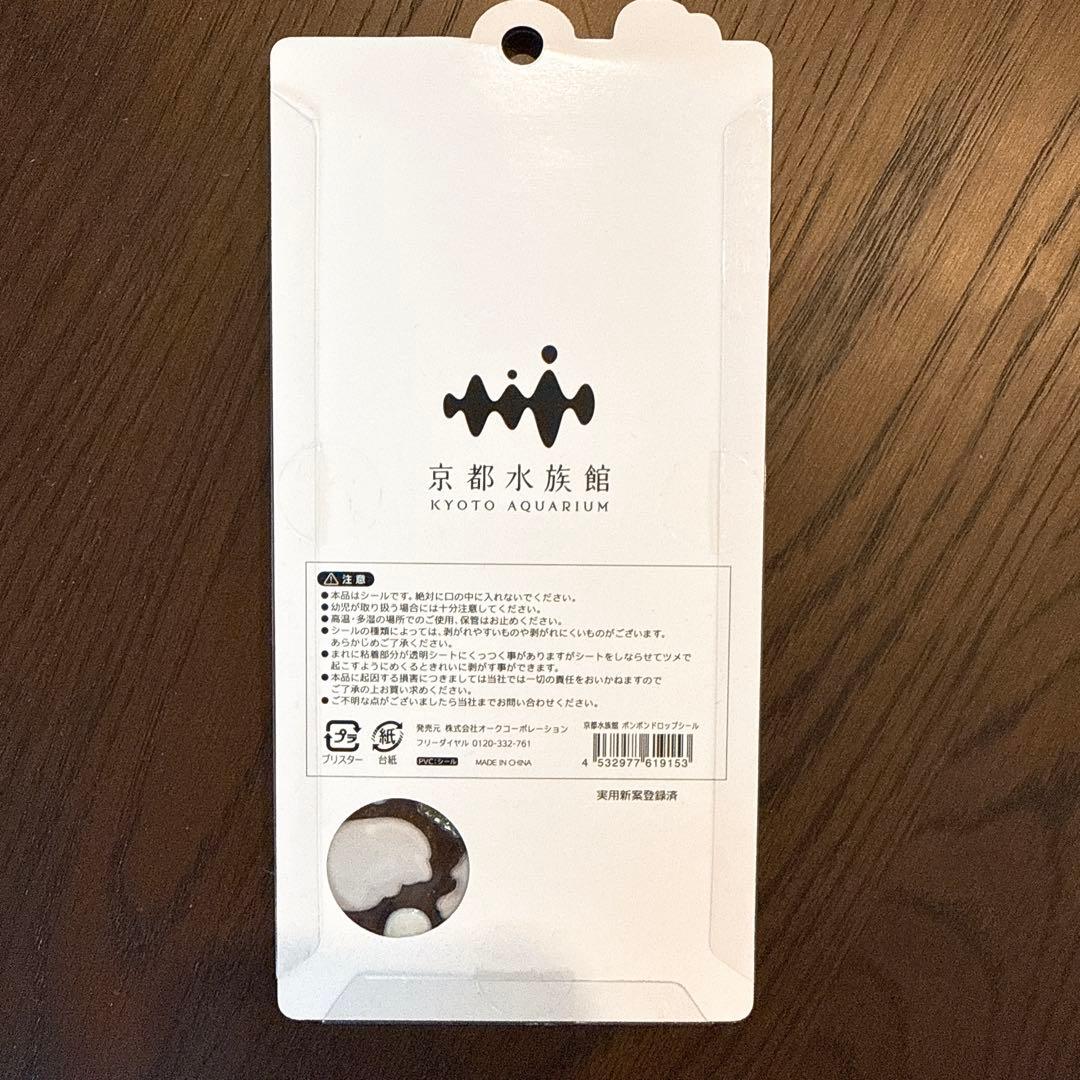 京都水族館
KYOTO AQUARIUM
注意
●本品はシールです。絶対に口の中に入れないでください。
●幼児が取り扱う場合には十分注意してください。
●高温・多湿の場所でのご使用、保管はお止めください。
●シールの種類によっては、剥がれやすいものや剥がれにくいものがございます。
あらかじめご了承ください。
●まれに粘着部分が透明シートにくっつく事がありますがシートをしならせてツメで
起こすようにめくるときれいに剥がす事ができます。
●本品に起因する損害につきましては当社では一切の責任をおいかねますので
ご了承の上お買い求めください。
●ご不明な点がございましたら当社までお問い合わせください。
プラ
ブリスター
紙
台紙
発売元 株式会社オークコーポレーション
フリーダイヤル 0120-332-761
PVC:シール MADE IN CHINA
京都水族館 ボンボンドロップシール
4 532977 619153
実用新案登録済